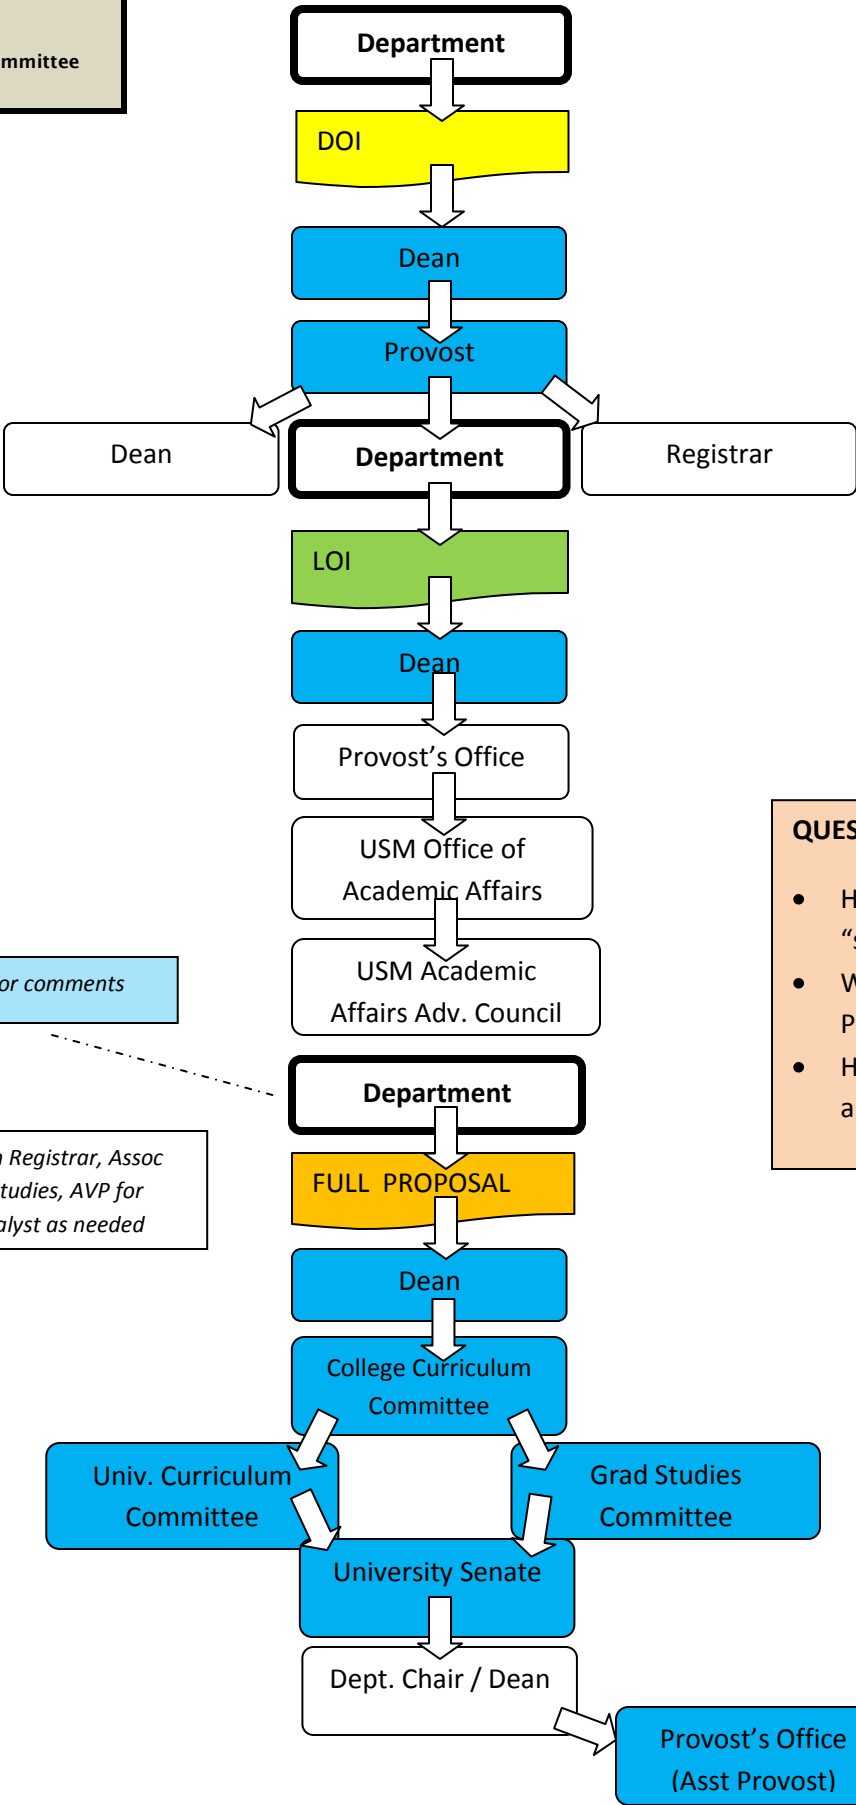 Department
DOI
Dean
Provost
Dean
Department
Registrar
LOI
Dean
Provost's Office
USM Office of
Academic Affairs
USM Academic
Affairs Adv. Council
or comments
Department
Registrar, Assoc
tudies, AVP for
alyst as needed
FULL PROPOSAL
Dean
College Curriculum
Committee
Univ. Curriculum
Committee
Grad Studies
Committee
University Senate
Dept. Chair / Dean
Provost's Office
(Asst Provost)
ommittee
QUES
• H
"s
• W
P
• H
a